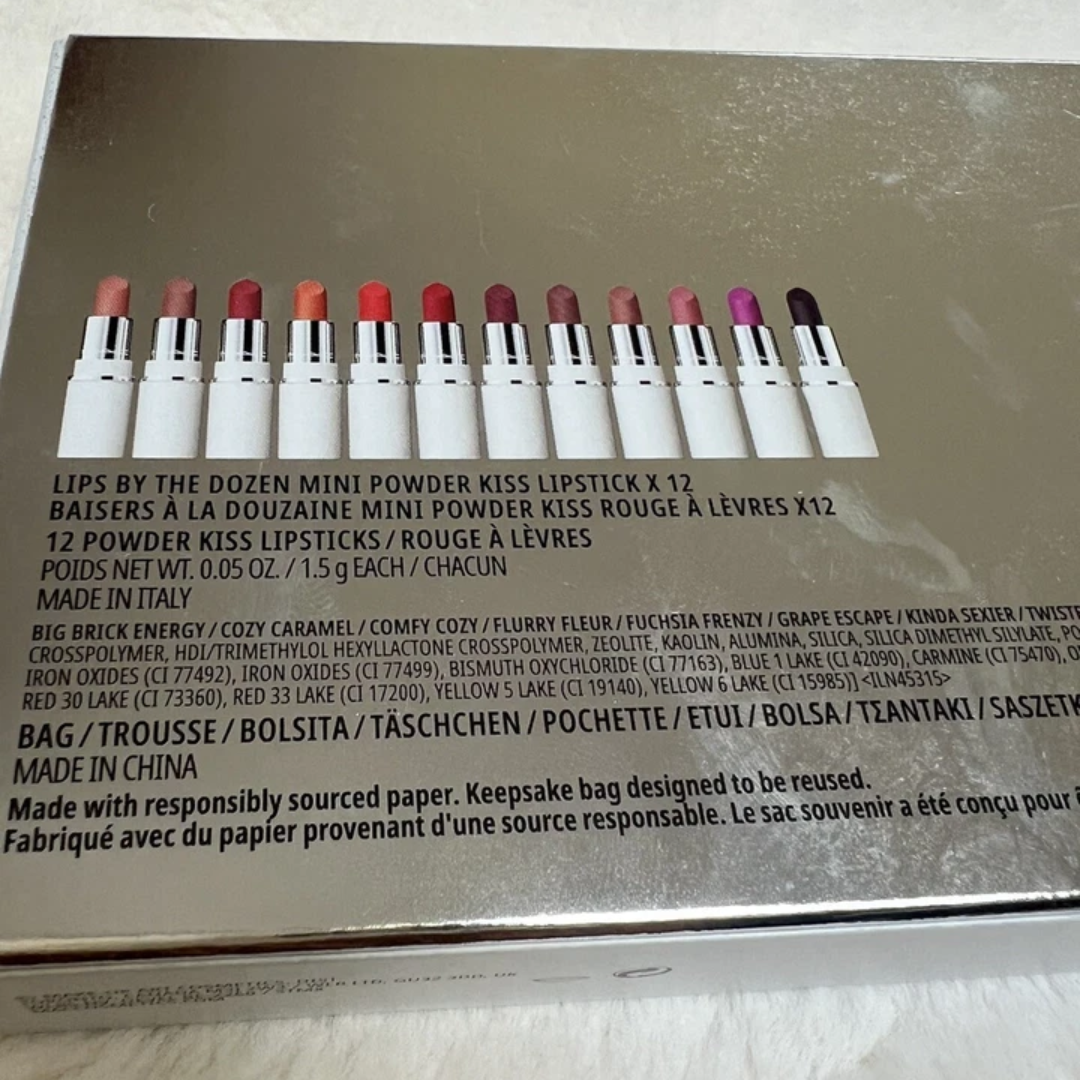 LIPS BY THE DOZEN MINI POWDER KISS LIPSTICK X 12
BAISERS À LA DOUZAINE MINI POWDER KISS ROUGE À LÈVRES X12
12 POWDER KISS LIPSTICKS / ROUGE À LÈVRES
POIDS NET WT. 0.05 OZ. / 1.5 g EACH / CHACUN
MADE IN ITALY
BIG BRICK ENERGY / COZY CARAMEL / COMFY COZY / FLURRY FLEUR / FUCHSIA FRENZY / GRAPE ESCAPE / KINDA SEXIER /
CROSSPOLYMER, HDI/TRIMETHYLOL HEXYLLACTONE CROSSPOLYMER, ZEOLITE, KAOLIN, ALUMINA, SILICA, SILICA DIMETHYL SILYLATE,
IRON OXIDES (CI 77492), IRON OXIDES (CI 77499), BISMUTH OXYCHLORIDE (CI 77163), BLUE 1 LAKE (CI 42090), CARMINE (CI 75470),
RED 30 LAKE (CI 73360), RED 33 LAKE (CI 17200), YELLOW 5 LAKE (CI 19140), YELLOW 6 LAKE (CI 15985)] <ILN45315>
BAG / TROUSSE / BOLSITA / TÄSCHCHEN / POCHETTE / ETUI / BOLSA / ΤΣΑΝΤΑΚΙ /
MADE IN CHINA
Made with responsibly sourced paper. Keepsake bag designed to be reused.
Fabriqué avec du papier provenant d'une source responsable. Le sac souvenir a été conçu pour